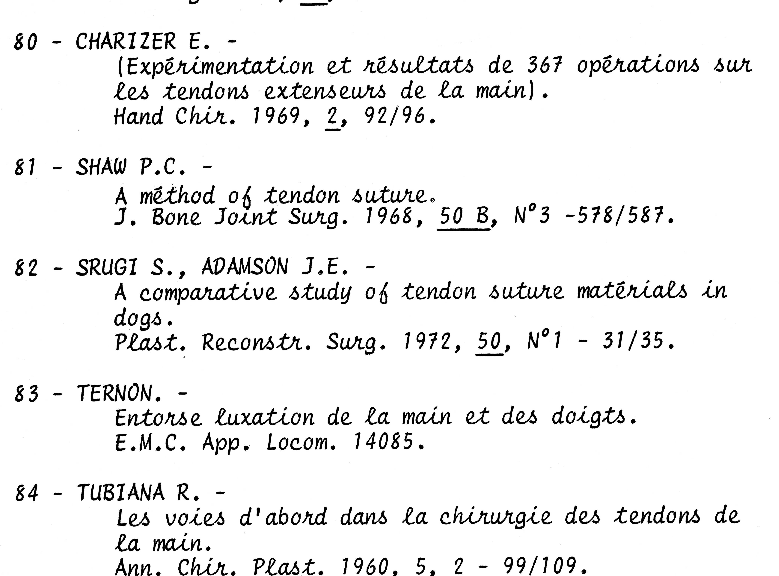 80 - CHARIZER E. -
(Expérimentation et résultats de 367 opérations sur
les tendons extenseurs de la main).
Hand Chir. 1969, 2, 92/96.
81 - SHAW P.C. -
A méthod of tendon suture.
J. Bone Joint Surg. 1968, 50 B, N°3 -578/587.
82 - SRUGI S., ADAMSON J.E. -
A comparative study of tendon suture matérials in
dogs.
Plast. Reconstr. Surg. 1972, 50, N°1 - 31/35.
83 - TERNON. -
Entorse luxation de la main et des doigts.
E.M.C. App. Locom. 14085.
84 - TUBIANA R. -
Les voies d'abord dans la chirurgie des tendons de
la main.
Ann. Chir. Plast. 1960, 5, 2 - 99/109.